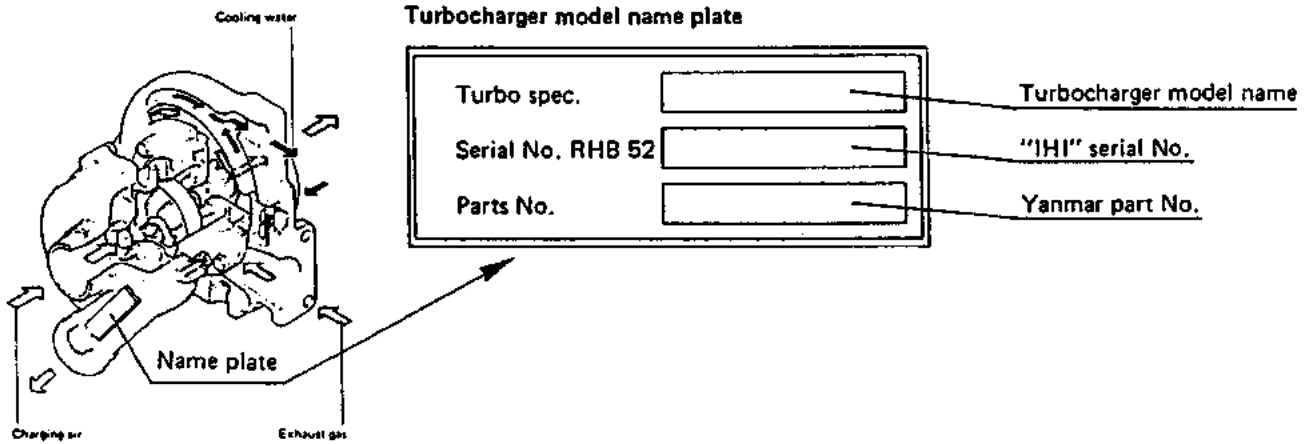 Cooling water
Turbocharger model name plate
Turbo spec.
Turbocharger model name
Serial No. RHB 52
"IHI" serial No.
Parts No.
Yanmar part No.
Name plate
Charging air
Exhaust gas